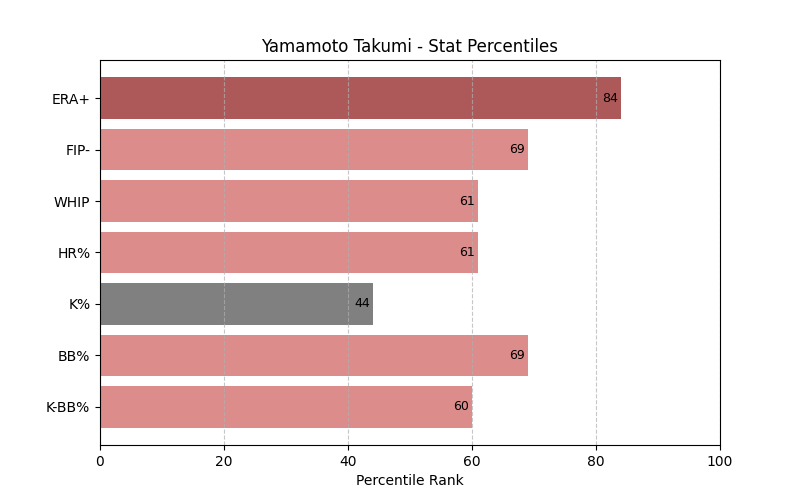 Yamamoto Takumi - Stat Percentiles
ERA+ 84
FIP- 69
WHIP 61
HR% 61
K% 44
BB% 69
K-BB% 60
0 20 40 60 80 100
Percentile Rank